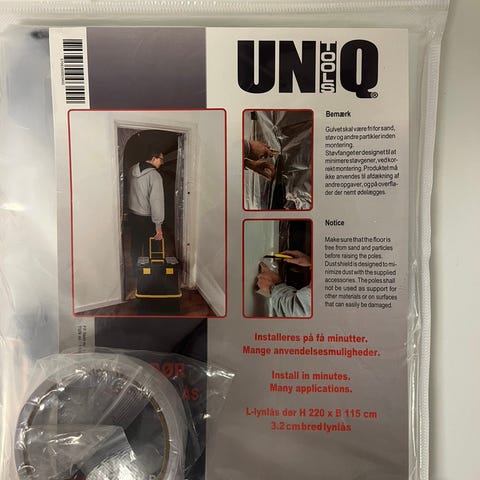 UNIQ
TOOLS
®
Bemærk
Gulvet skal være fri for sand,
støv og andre partikler inden
montering.
Støvfanget er designet til at
minimere støvgener, ved kor-
rekt montering. Produktet må
ikke anvendes til afdækning af
andre opgaver, og på overfla-
der der nemt ødelægges.
Notice
Make sure that the floor is
free from sand and particles
before raising the poles.
Dust shield is designed to mi-
nimize dust with the supplied
accessories. The poles shall
not be used as support for
other materials or on surfaces
that can easily be damaged.
Installeres på få minutter.
Mange anvendelsesmuligheder.
Install in minutes.
Many applications.
L-lynlås dør H 220 x B 115 cm
3.2 cm bred lynlås